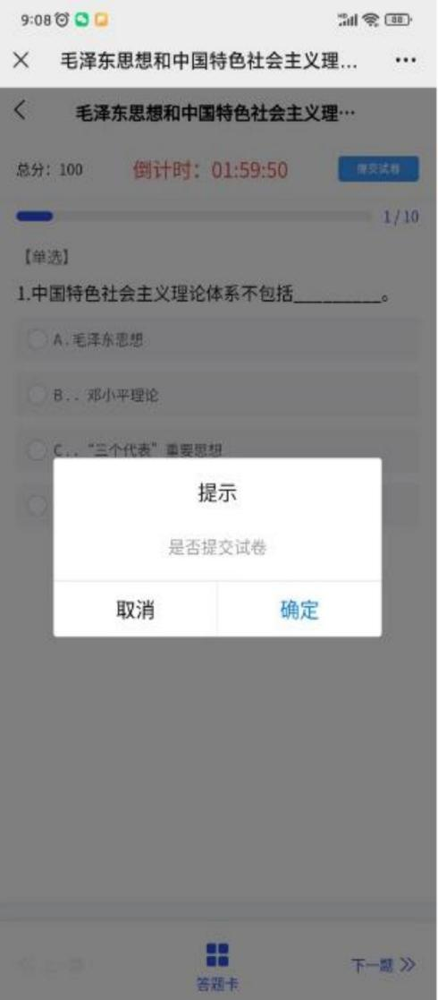 9:08
88
毛泽东思想和中国特色社会主义理...
毛泽东思想和中国特色社会主义理...
总分：100
倒计时：01:59:50
提交试卷
1/10
【单选】
1.中国特色社会主义理论体系不包括_________。
A.毛泽东思想
B.. 邓小平理论
C.. “三个代表”重要思想
提示
是否提交试卷
取消
确定
答题卡
下一题